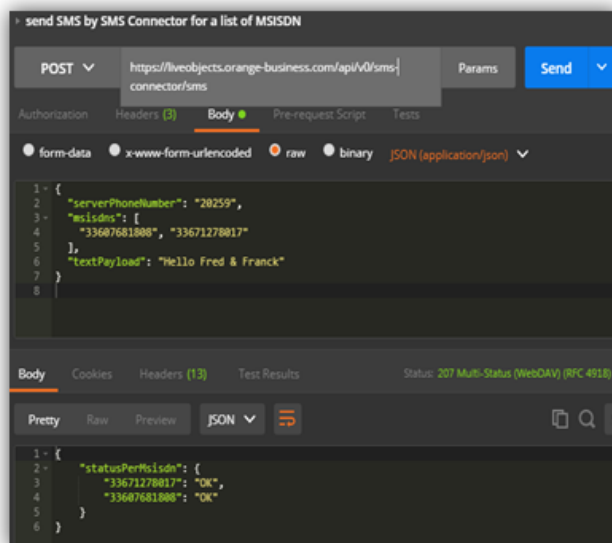 send SMS by SMS Connector for a list of MSISDN
POST https://liveobjects.orange-business.com/api/v0/sms- Params Send
connector/sms
Authorization Headers (3) Body Pre-request Script Tests
form-data x-www-form-urlencoded raw binary JSON (application/json)
1 {
2 "serverPhoneNumber": "20259",
3 "msisdns": [
4 "33607681808", "33671278017"
5 ],
6 "textPayload": "Hello Fred & Franck"
7 }
8
Body Cookies Headers (13) Test Results Status: 207 Multi-Status (WebDAV) (RFC 4918)
Pretty Raw Preview JSON
1 {
2 "statusPerMsisdn": {
3 "33671278017": "OK",
4 "33607681808": "OK"
5 }
6 }